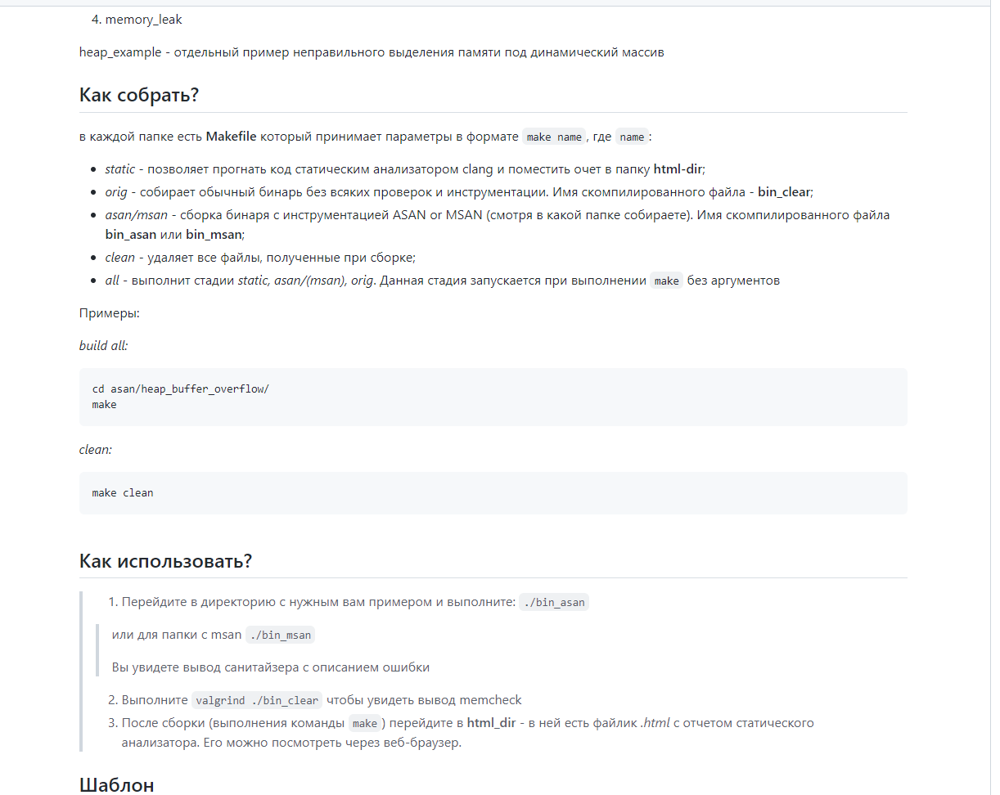 4. memory_leak
heap_example - отдельный пример неправильного выделения памяти под динамический массив
Как собрать?
в каждой папке есть Makefile который принимает параметры в формате make name, где name:
static - позволяет прогнать код статическим анализатором clang и поместить очет в папку html-dir;
orig - собирает обычный бинарь без всяких проверок и инструментации. Имя скомпилированного файла - bin_clear;
asan/msan - сборка бинаря с инструментацией ASAN or MSAN (смотря в какой папке собираете). Имя скомпилированного файла
bin_asan или bin_msan;
clean - удаляет все файлы, полученные при сборке;
all - выполнит стадии static, asan/(msan), orig. Данная стадия запускается при выполнении make без аргументов
Примеры:
build all:
cd asan/heap_buffer_overflow/
make
clean:
make clean
Как использовать?
1. Перейдите в директорию с нужным вам примером и выполните: ./bin_asan
или для папки с msan ./bin_msan
Вы увидете вывод санитайзера с описанием ошибки
2. Выполните valgrind ./bin_clear чтобы увидеть вывод memcheck
3. После сборки (выполнения команды make) перейдите в html_dir - в ней есть файлик .html с отчетом статического
анализатора. Его можно посмотреть через веб-браузер.
Шаблон